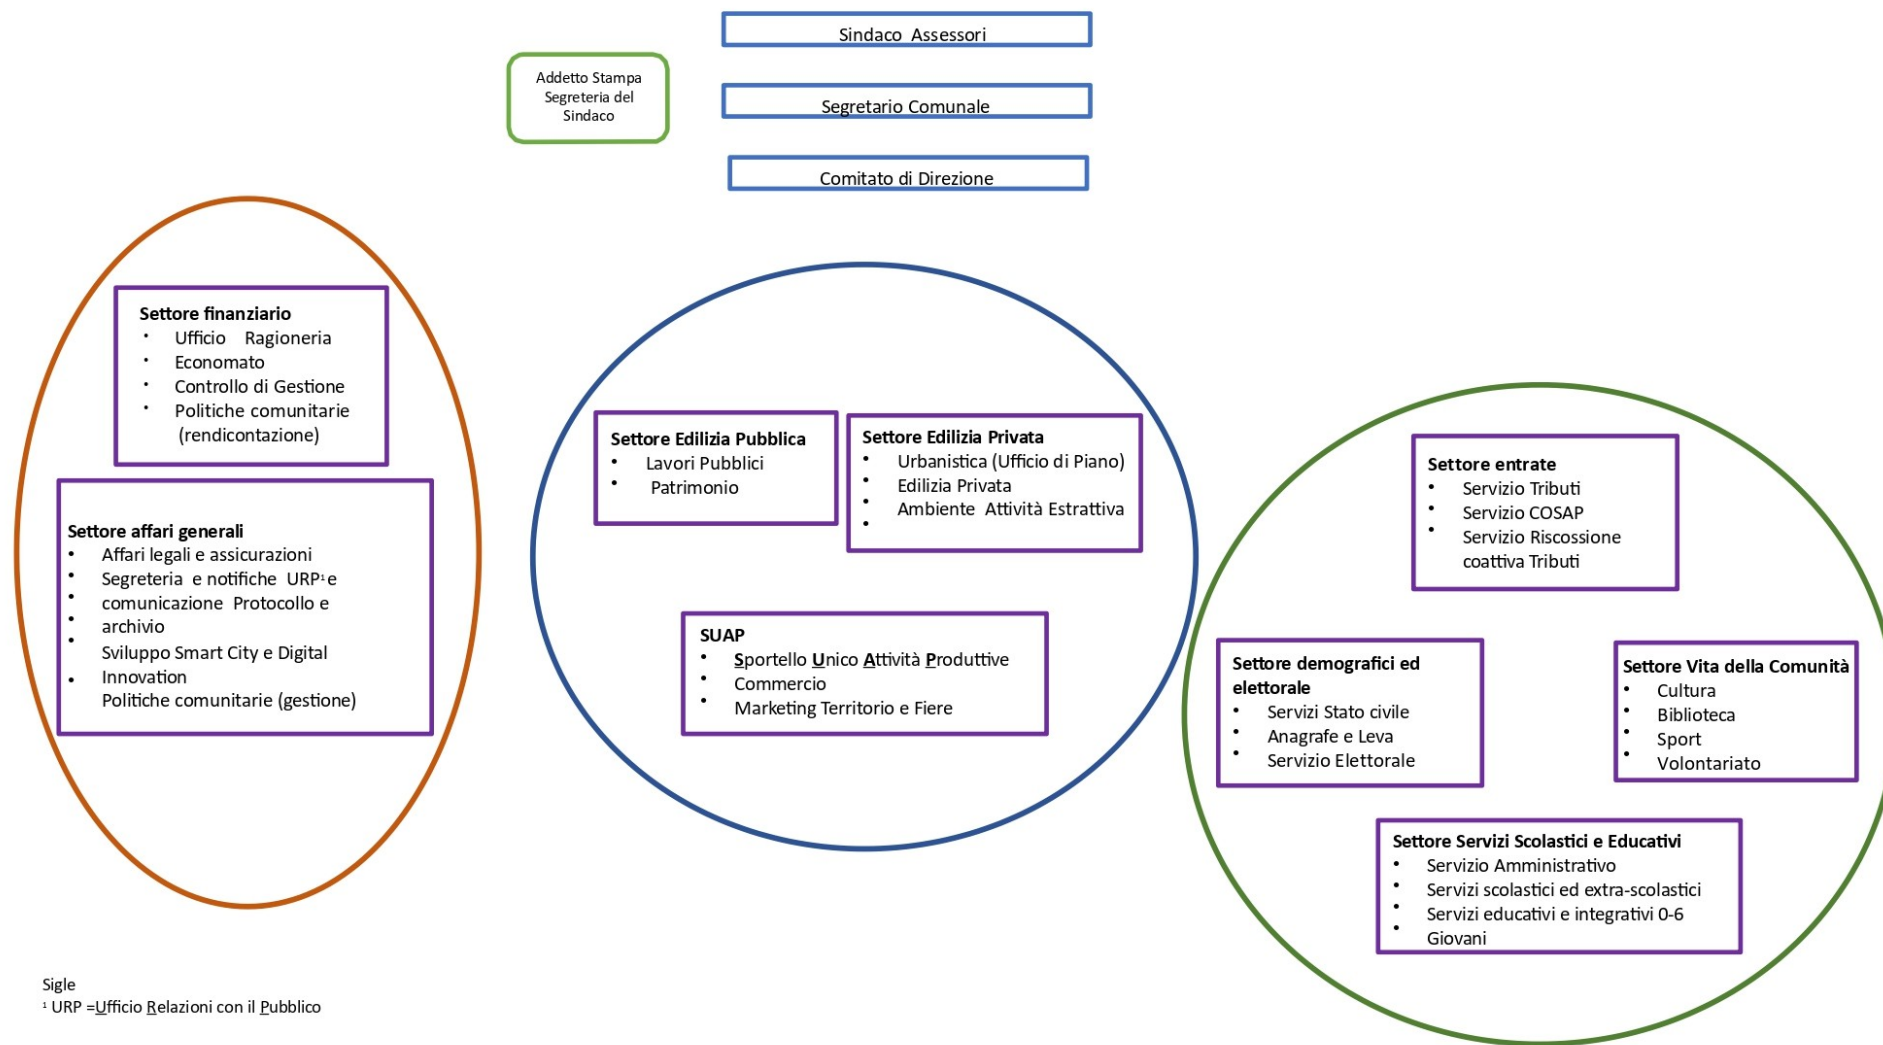 Sindaco Assessori
Addetto Stampa
Segreteria del
Sindaco
Segretario Comunale
Comitato di Direzione
Settore finanziario
• Ufficio Ragioneria
• Economato
• Controllo di Gestione
• Politiche comunitarie
(rendicontazione)
Settore affari generali
• Affari legali e assicurazioni
• Segreteria e notifiche URP¹ e
• comunicazione Protocollo e
• archivio
• Sviluppo Smart City e Digital
• Innovation
Politiche comunitarie (gestione)
Settore Edilizia Pubblica
• Lavori Pubblici
• Patrimonio
Settore Edilizia Privata
• Urbanistica (Ufficio di Piano)
• Edilizia Privata
• Ambiente Attività Estrattiva
•
SUAP
• Sportello Unico Attività Produttive
• Commercio
• Marketing Territorio e Fiere
Settore entrate
• Servizio Tributi
• Servizio COSAP
• Servizio Riscossione
coattiva Tributi
Settore demografici ed
elettorale
• Servizi Stato civile
• Anagrafe e Leva
• Servizio Elettorale
Settore Vita della Comunità
• Cultura
• Biblioteca
• Sport
• Volontariato
Settore Servizi Scolastici e Educativi
• Servizio Amministrativo
• Servizi scolastici ed extra-scolastici
• Servizi educativi e integrativi 0-6
• Giovani
Sigle
¹ URP =Ufficio Relazioni con il Pubblico